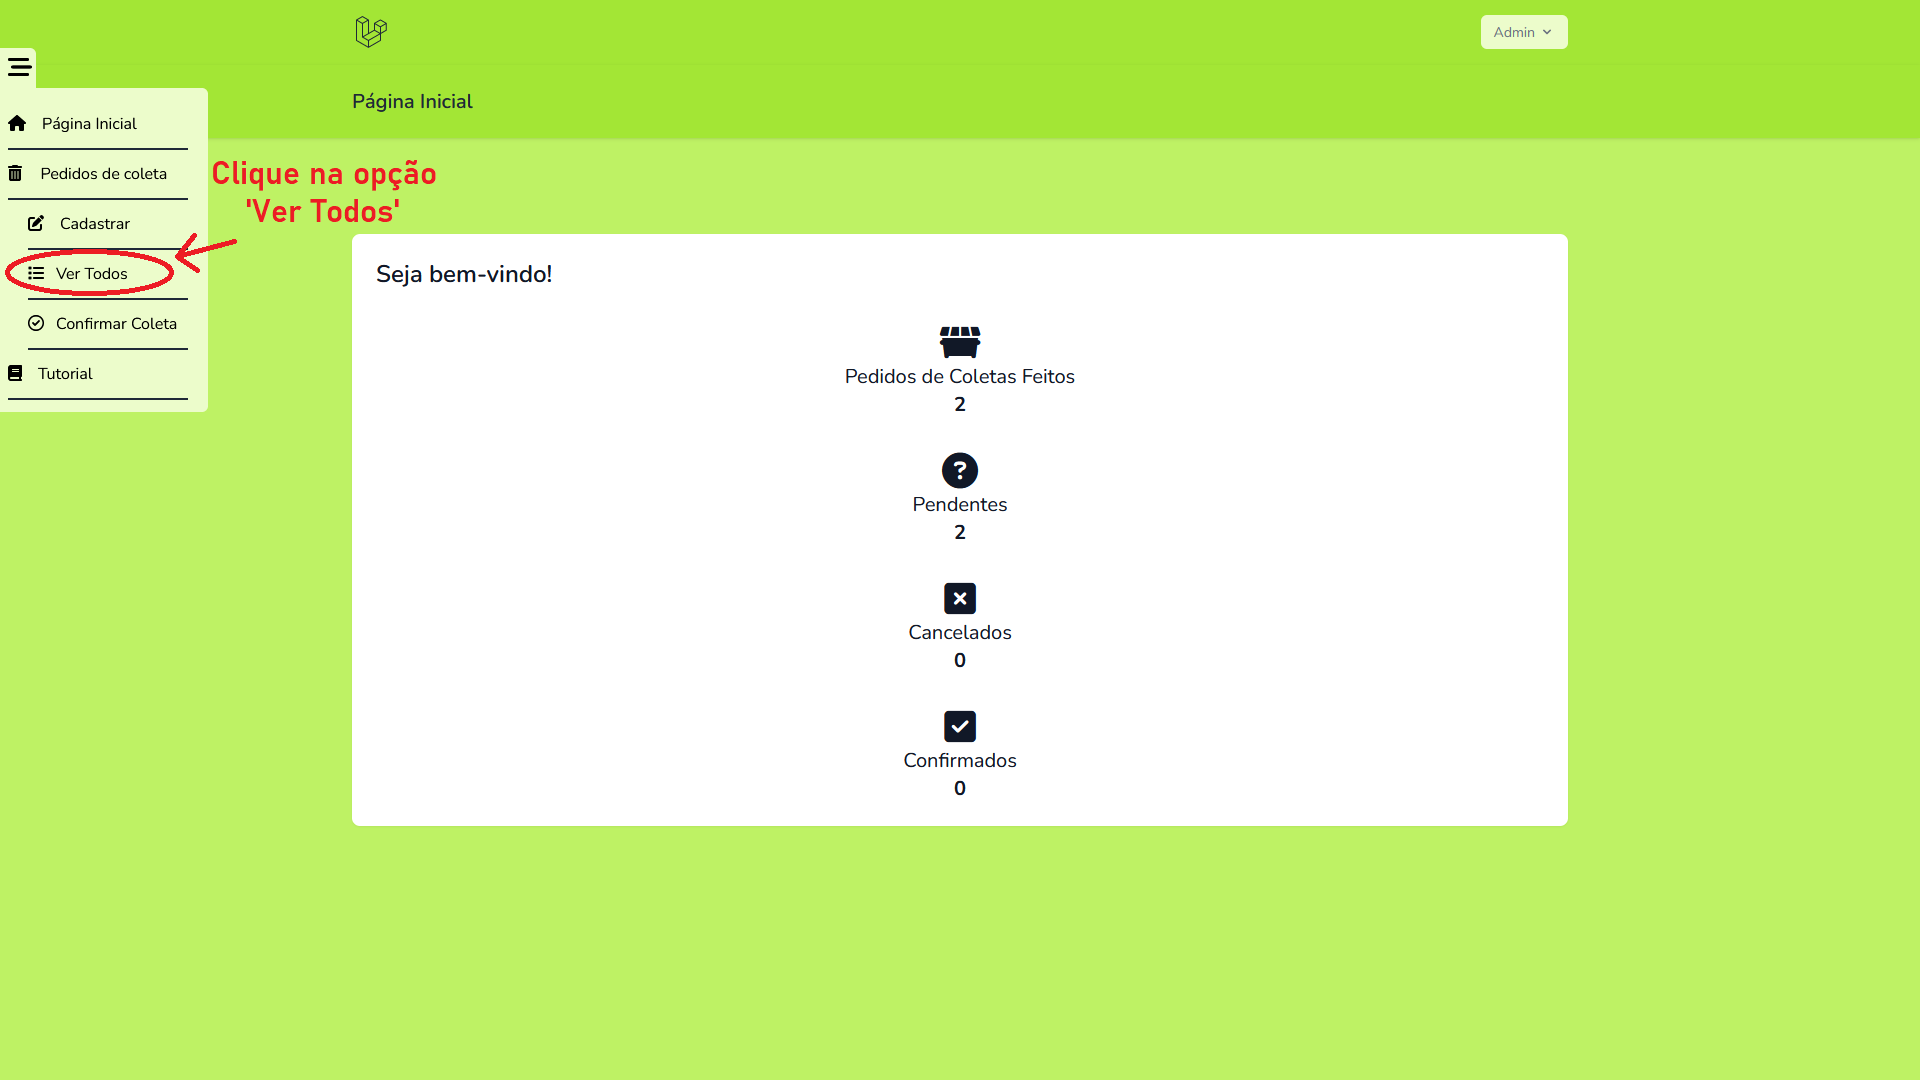 Admin
Página Inicial
Página Inicial
Pedidos de coleta
Cadastrar
Ver Todos
Confirmar Coleta
Tutorial
Clique na opção
'Ver Todos'
Seja bem-vindo!
Pedidos de Coletas Feitos
2
Pendentes
2
Cancelados
0
Confirmados
0